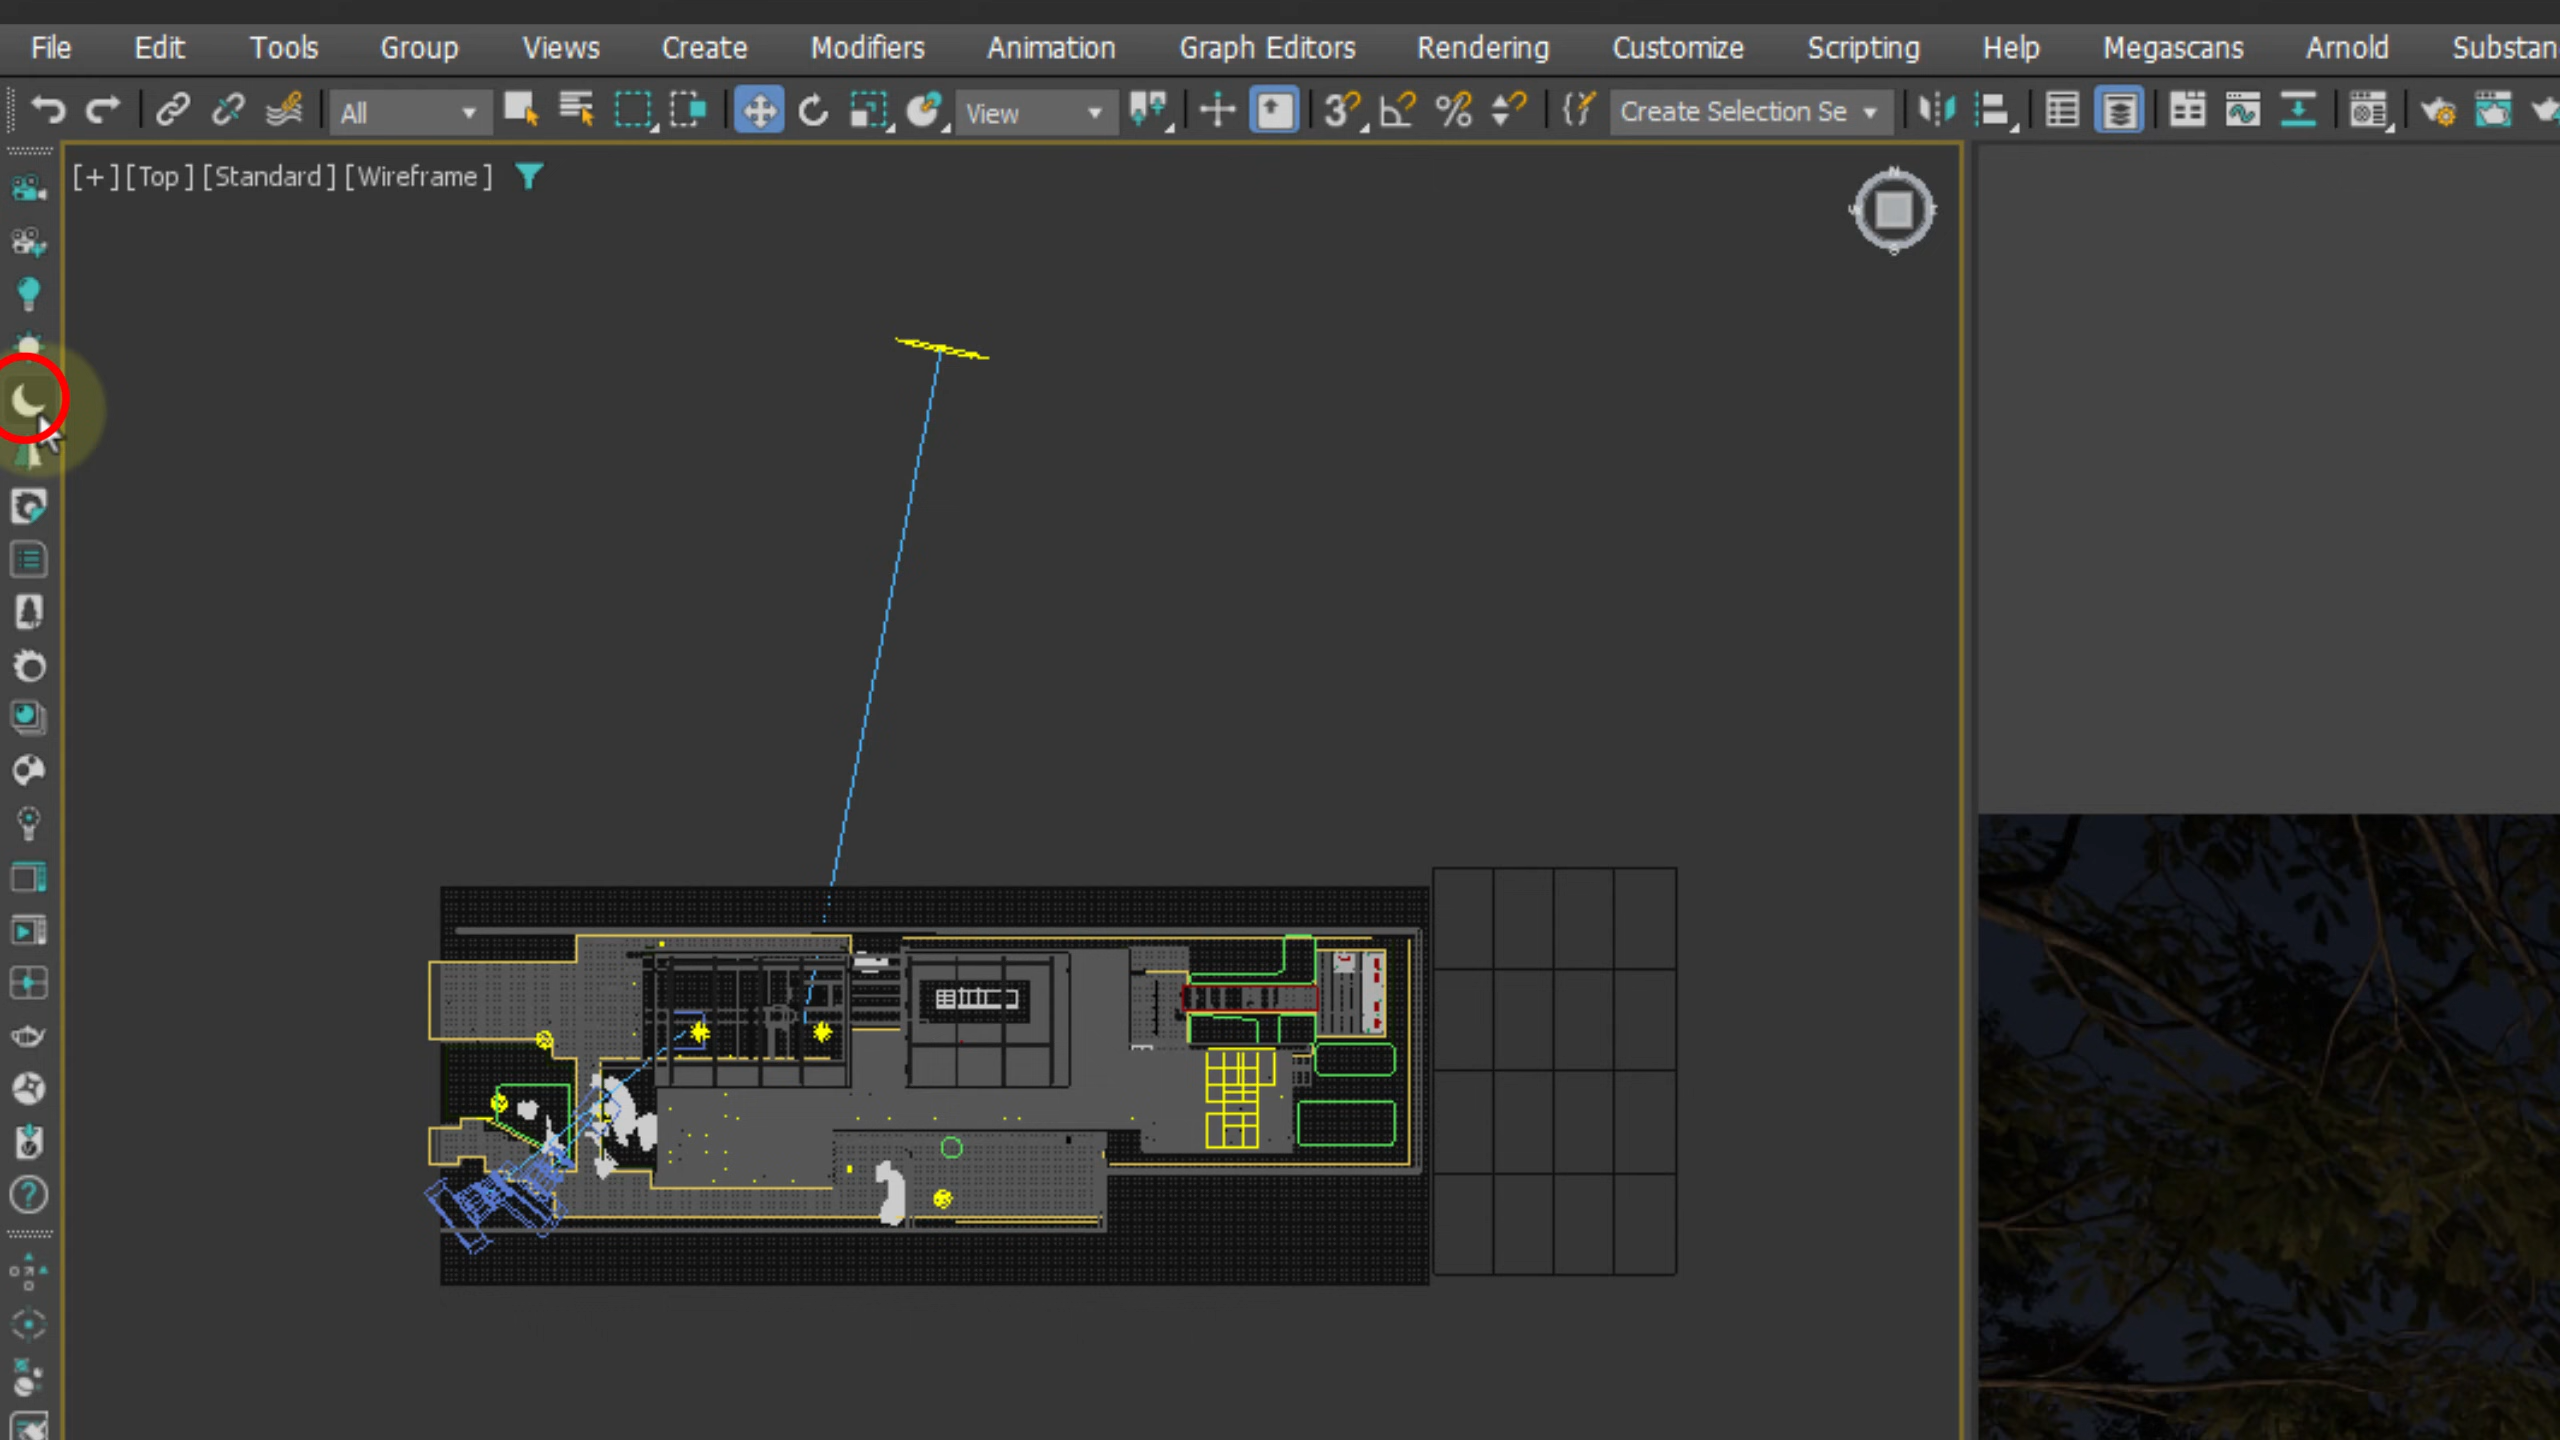 File Edit Tools Group Views Create Modifiers Animation Graph Editors Rendering Customize Scripting Help Megascans Arnold Substan
All View Create Selection Se
[+] [Top] [Standard] [Wireframe]